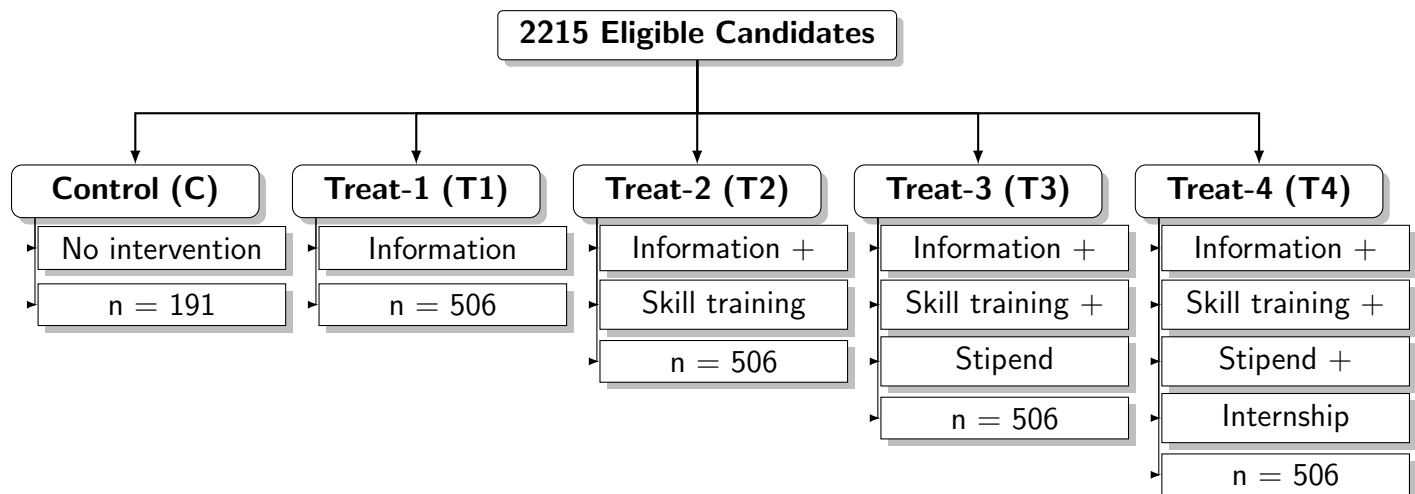 2215 Eligible Candidates
Control (C)
No intervention
n = 191
Treat-1 (T1)
Information
n = 506
Treat-2 (T2)
Information +
Skill training
n = 506
Treat-3 (T3)
Information +
Skill training +
Stipend
n = 506
Treat-4 (T4)
Information +
Skill training +
Stipend +
Internship
n = 506